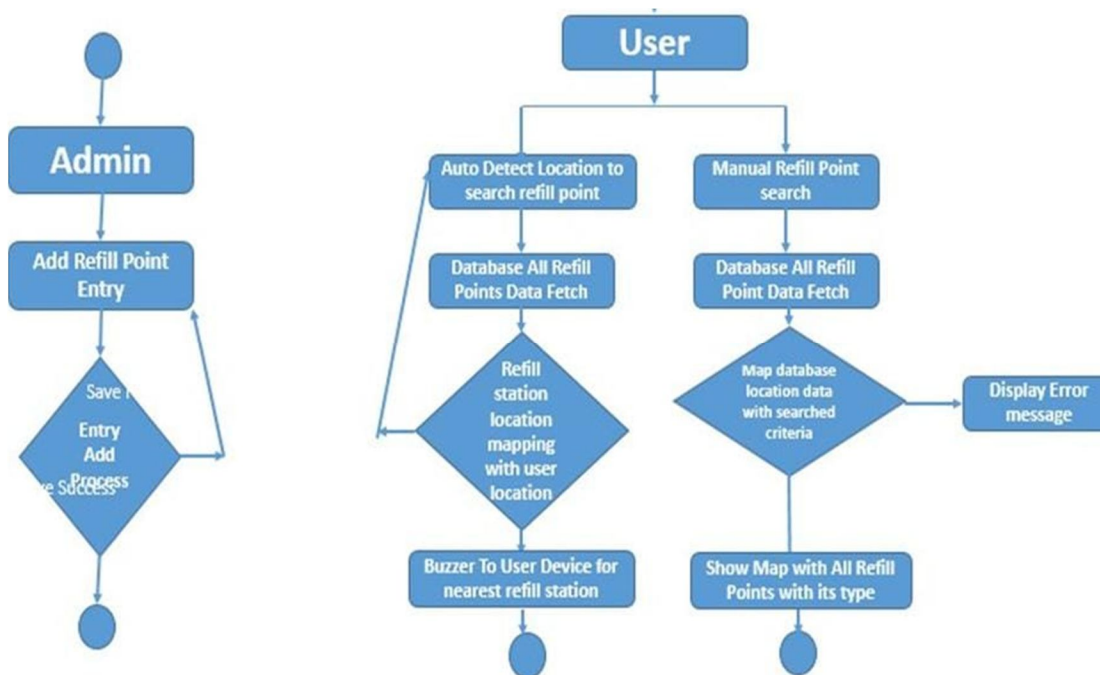 Admin
Add Refill Point
Entry
Save
Entry
Add
Process
Success
User
Auto Detect Location to
search refill point
Database All Refill
Points Data Fetch
Refill
station
location
mapping
with user
location
Buzzer To User Device for
nearest refill station
Manual Refill Point
search
Database All Refill
Point Data Fetch
Map database
location data
with searched
criteria
Display Error
message
Show Map with All Refill
Points with its type